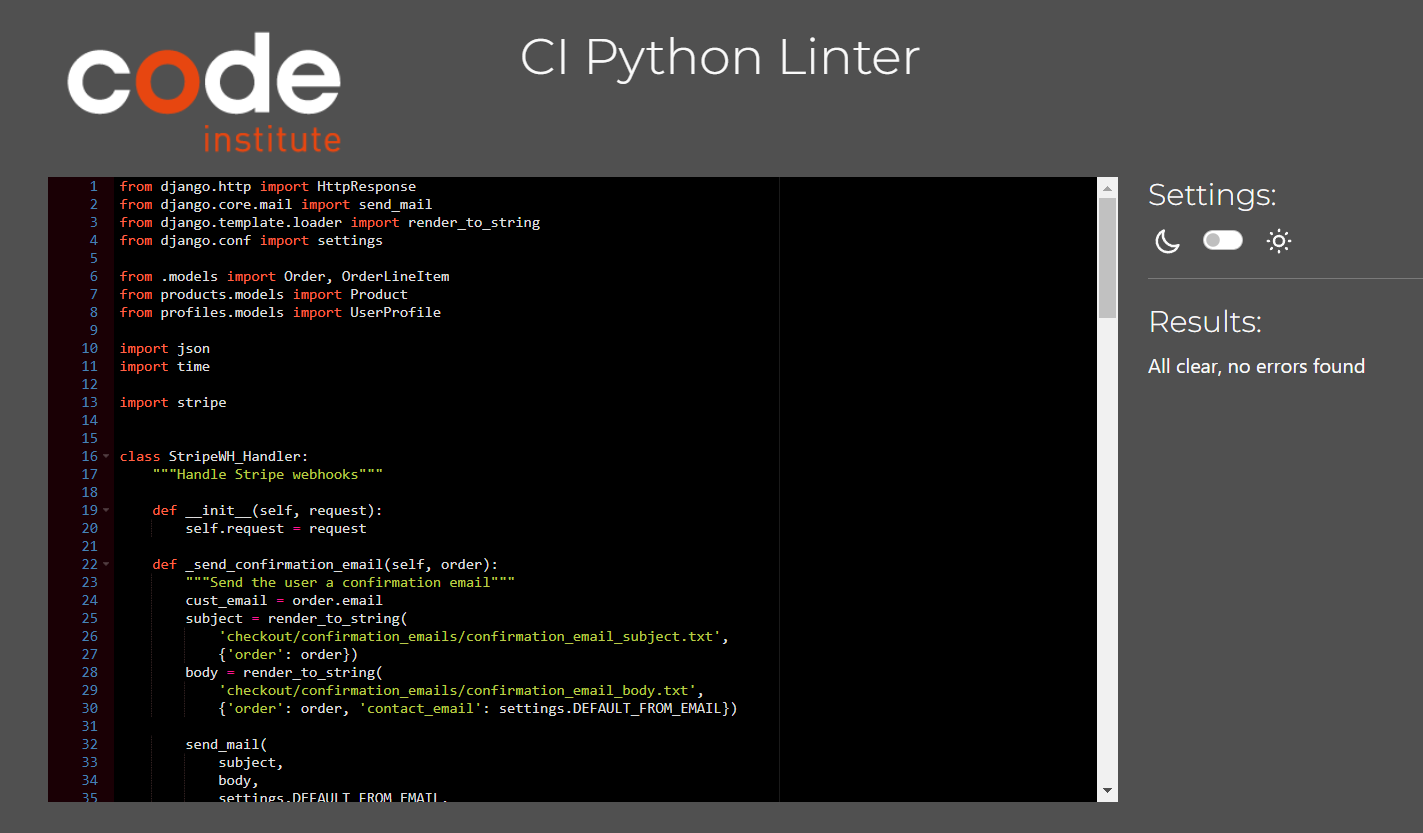 code
institute
CI Python Linter
1 from django.http import HttpResponse
2 from django.core.mail import send_mail
3 from django.template.loader import render_to_string
4 from django.conf import settings
5
6 from .models import Order, OrderLineItem
7 from products.models import Product
8 from profiles.models import UserProfile
9
10 import json
11 import time
12
13 import stripe
14
15
16 class StripeWH_Handler:
17     """Handle Stripe webhooks"""
18
19     def __init__(self, request):
20         self.request = request
21
22     def _send_confirmation_email(self, order):
23         """Send the user a confirmation email"""
24         cust_email = order.email
25         subject = render_to_string(
26             'checkout/confirmation_emails/confirmation_email_subject.txt',
27             {'order': order})
28         body = render_to_string(
29             'checkout/confirmation_emails/confirmation_email_body.txt',
30             {'order': order, 'contact_email': settings.DEFAULT_FROM_EMAIL})
31
32         send_mail(
33             subject,
34             body,
35             settings.DEFAULT_FROM_EMAIL,
Settings:
Results:
All clear, no errors found